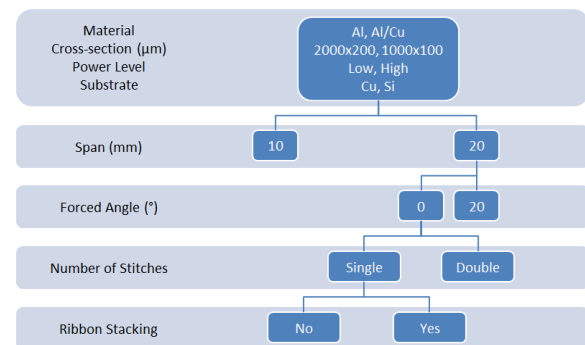 Material
Cross-section (µm)
Power Level
Substrate
Al, Al/Cu
2000x200, 1000x100
Low, High
Cu, Si
Span (mm)
10
20
Forced Angle (°)
0
20
Number of Stitches
Single
Double
Ribbon Stacking
No
Yes